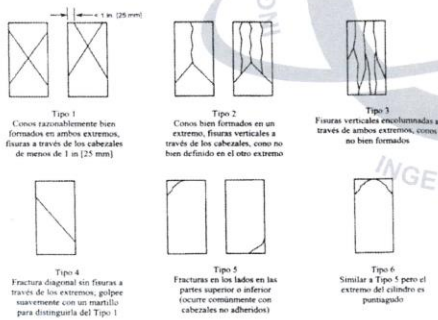 < 1 in. [25 mm]
Tipo 1
Conos razonablemente bien
formados en ambos extremos,
fisuras a través de los cabezales
de menos de 1 in [25 mm]
Tipo 2
Conos bien formados en un
extremo, fisuras verticales a
través de los cabezales, cono no
bien definido en el otro extremo
Tipo 3
Fisuras verticales encolumnadas a
través de ambos extremos, conos
no bien formados
Tipo 4
Fractura diagonal sin fisuras a
través de los extremos; golpee
suavemente con un martillo
para distinguirla del Tipo 1
Tipo 5
Fracturas en los lados en las
partes superior o inferior
(ocurre comúnmente con
cabezales no adheridos)
Tipo 6
Similar a Tipo 5 pero el
extremo del cilindro es
puntiagudo
INGE